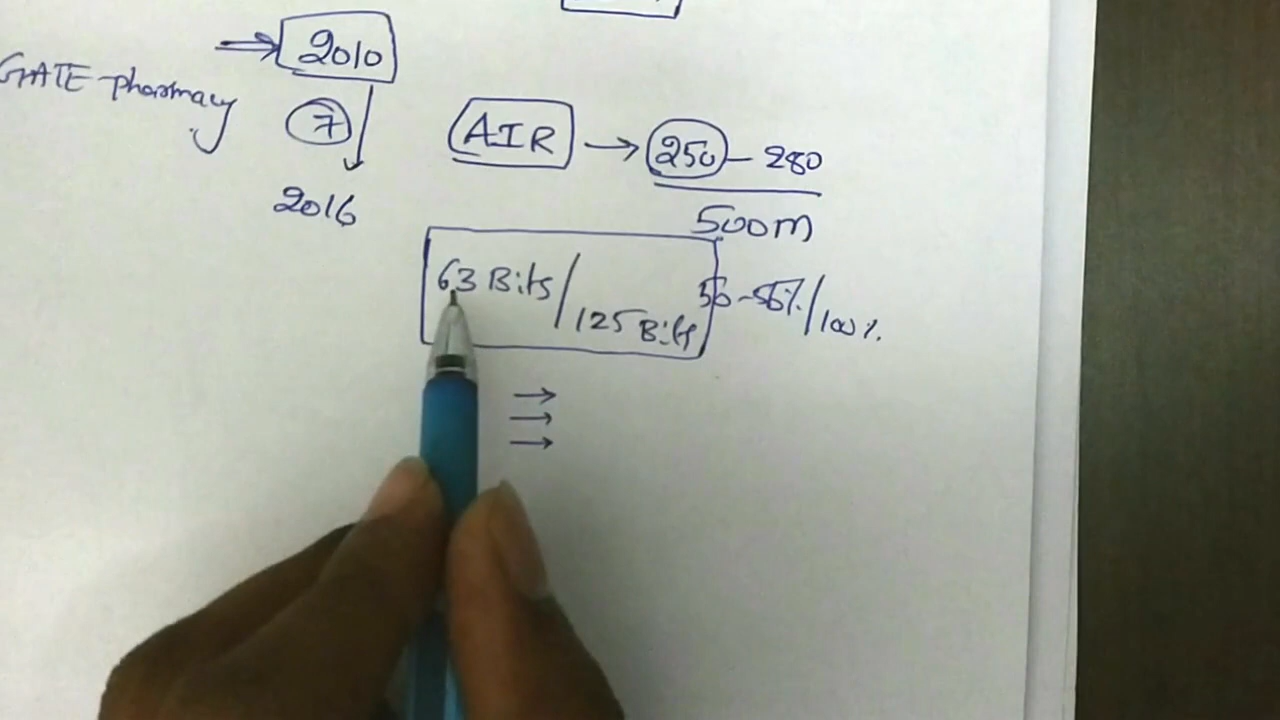 2010
GATE-pharmacy
7
AIR → 250 - 280
2016
500m
63 Bits/125 Bits
50-55%/100%.